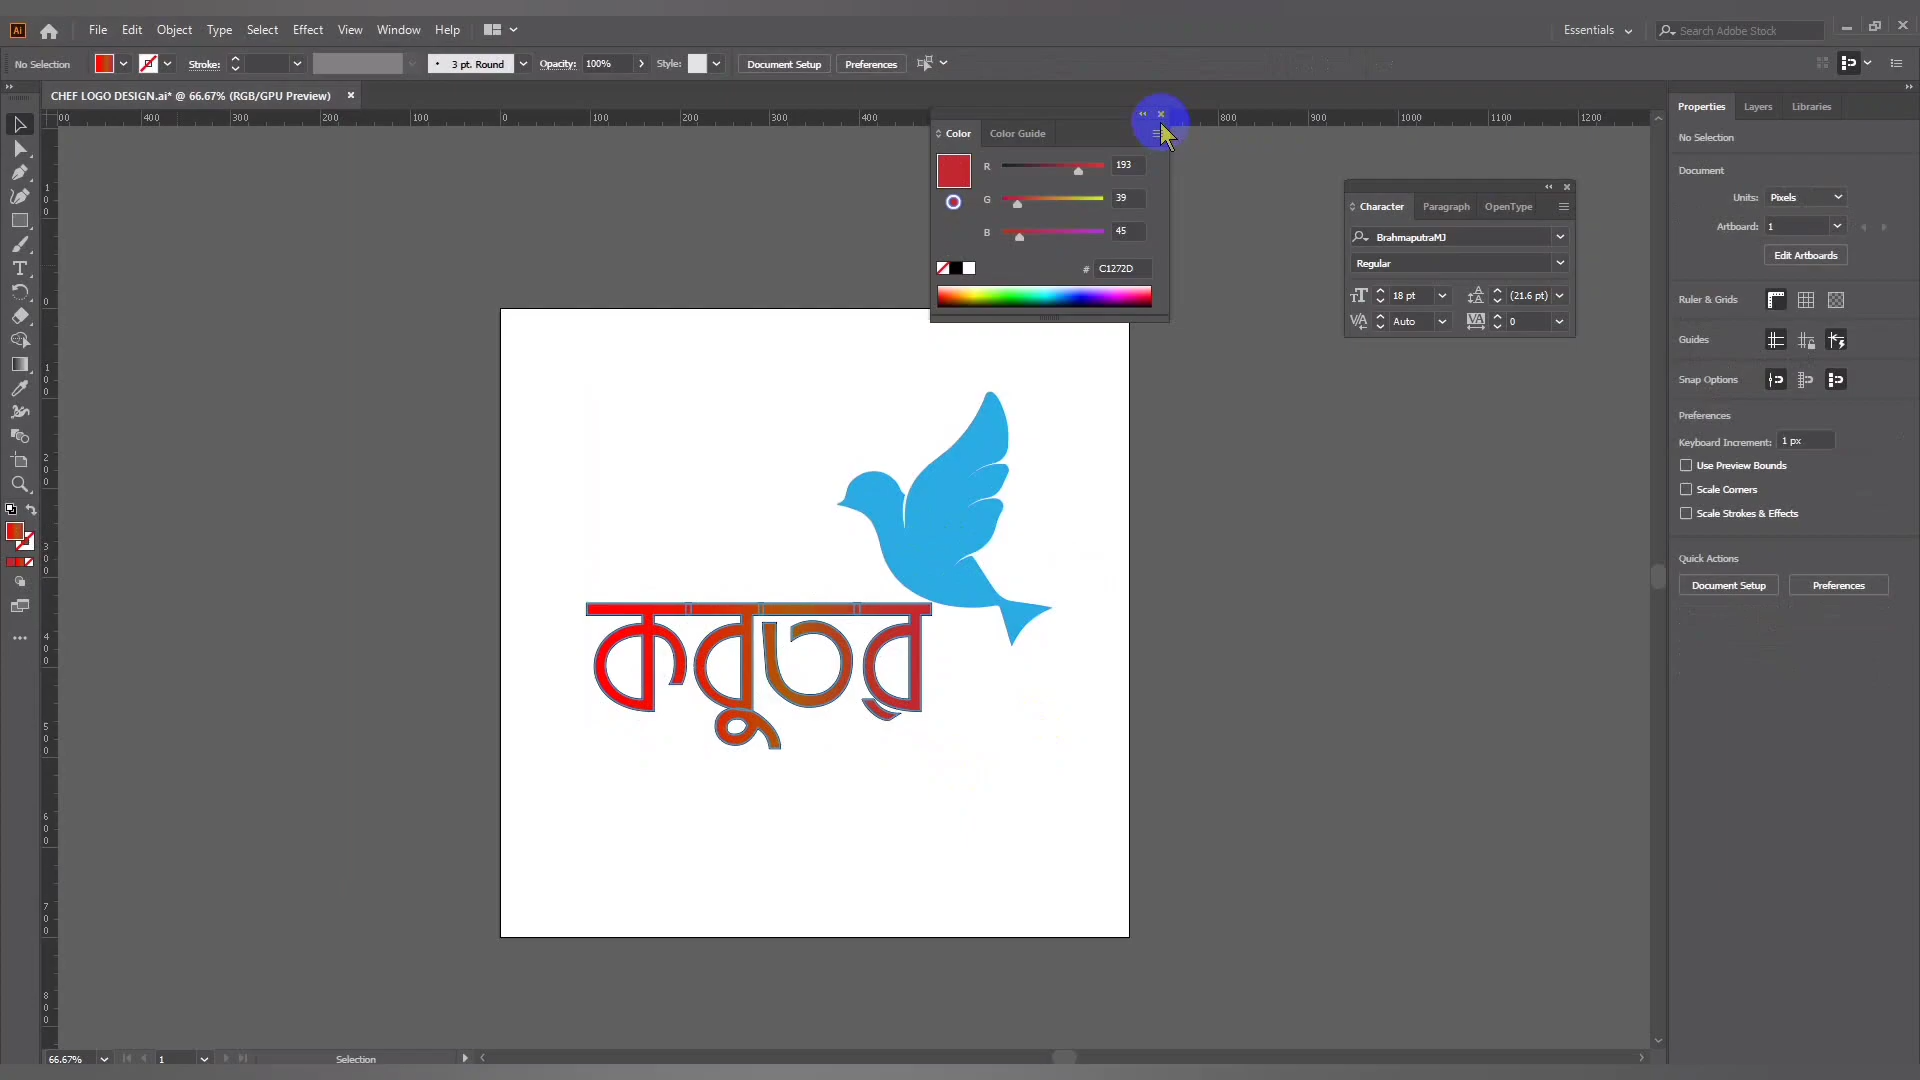 File Edit Object Type Select Effect View Window Help Essentials Search Adobe Stock
No Selection Stroke: 3 pt. Round Opacity: 100% Style: Document Setup Preferences
CHEF LOGO DESIGN.ai* @ 66.67% (RGB/GPU Preview)
00 400 300 200 100 0 100 200 300 400 800 900 1000 1100 1200
Color Color Guide
R 193
G 39
B 45
# C1272D
Character Paragraph OpenType
BrahmaputraMJ
Regular
18 pt (21.6 pt)
Auto 0
কবুতর
Properties Layers Libraries
No Selection
Document
Units: Pixels
Artboard: 1
Edit Artboards
Ruler & Grids
Guides
Snap Options
Preferences
Keyboard Increment: 1 px
Use Preview Bounds
Scale Corners
Scale Strokes & Effects
Quick Actions
Document Setup Preferences
66.67% 1 Selection